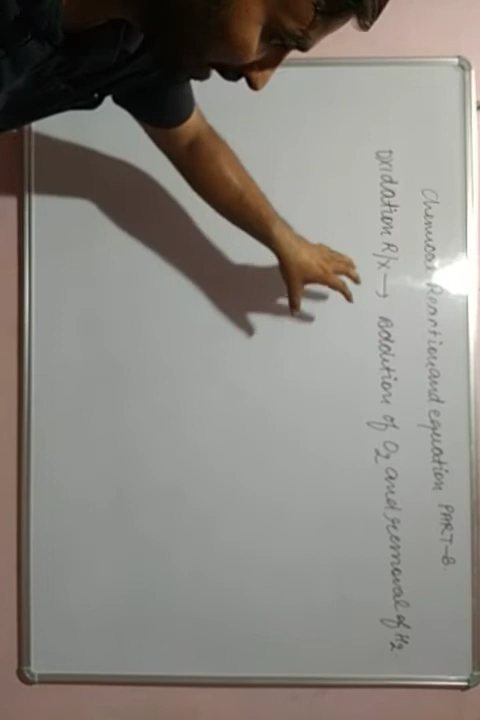 Chemical Reaction and equation PART-8.
Oxidation R/x → Addition of O2 and removal of H2.